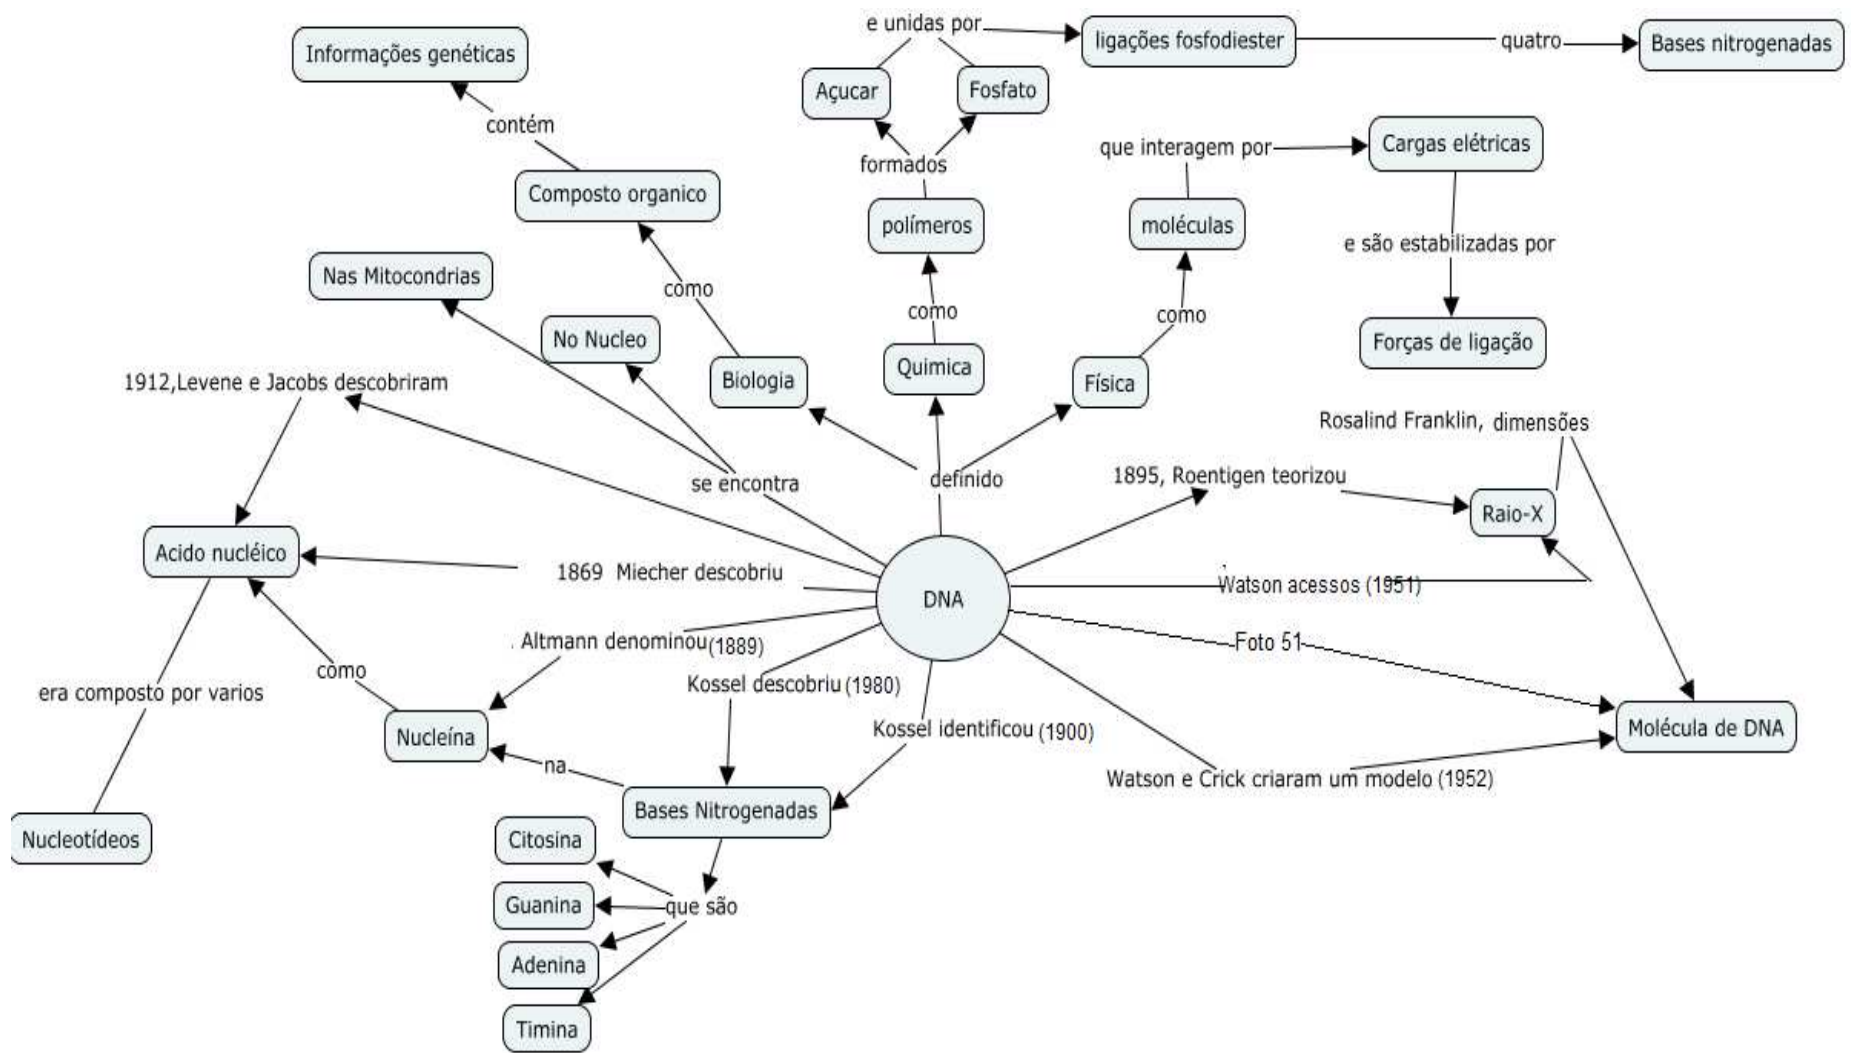 e unidas por
ligações fosfodiester
quatro
Bases nitrogenadas
Informações genéticas
Açucar
Fosfato
contém
formados
que interagem por
Cargas elétricas
Composto organico
polímeros
moléculas
e são estabilizadas por
Nas Mitocondrias
como
como
como
No Nucleo
Forças de ligação
Biologia
Quimica
Física
1912,Levene e Jacobs descobriram
Rosalind Franklin, dimensões
se encontra
definido
1895, Roentigen teorizou
Raio-X
Acido nucléico
1869 Miecher descobriu
DNA
Watson acessos (1951)
. Altmann denominou(1889)
Foto 51
como
era composto por varios
Kossel descobriu (1980)
Kossel identificou (1900)
Nucleína
Molécula de DNA
na
Watson e Crick criaram um modelo (1952)
Bases Nitrogenadas
Nucleotídeos
Citosina
Guanina
que são
Adenina
Timina